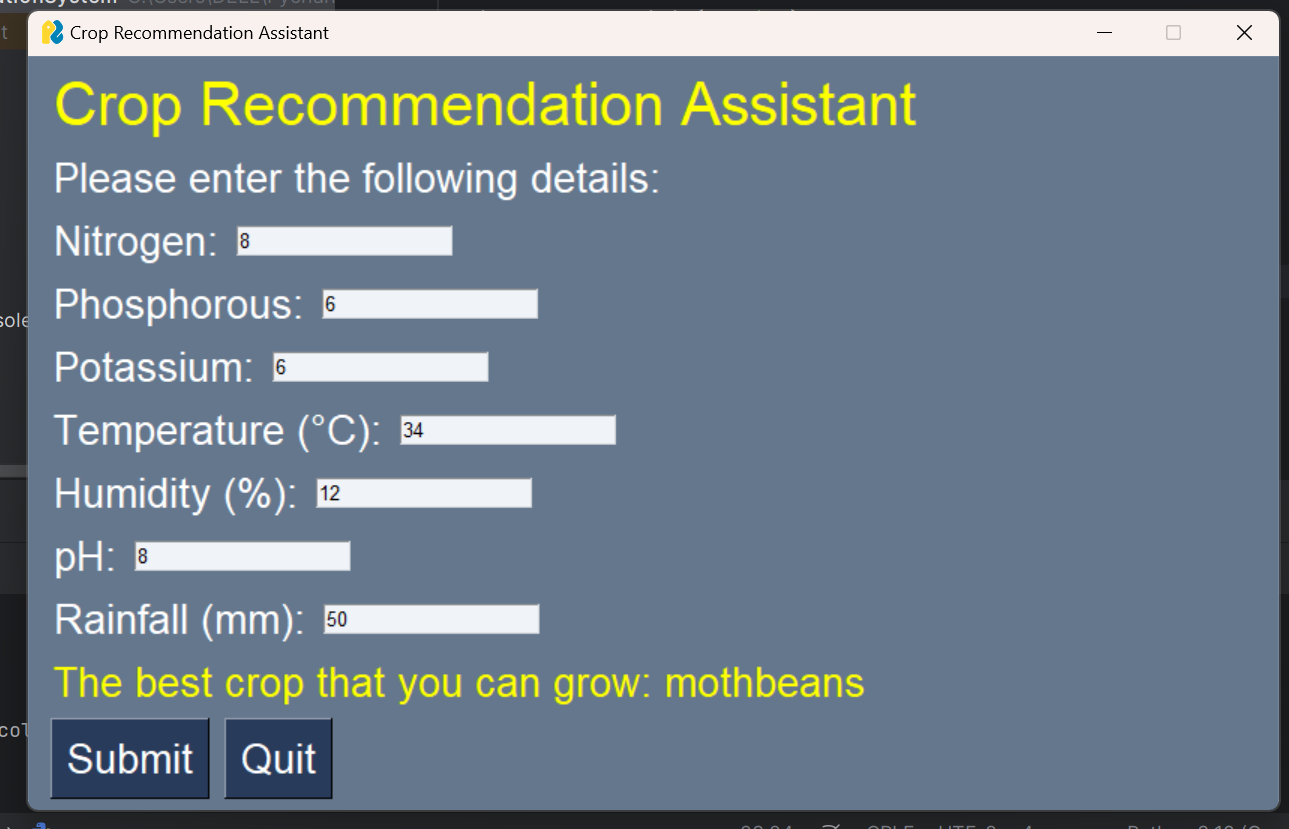 Crop Recommendation Assistant
Crop Recommendation Assistant
Please enter the following details:
Nitrogen: 8
Phosphorous: 6
Potassium: 6
Temperature (°C): 34
Humidity (%): 12
pH: 8
Rainfall (mm): 50
The best crop that you can grow: mothbeans
Submit Quit